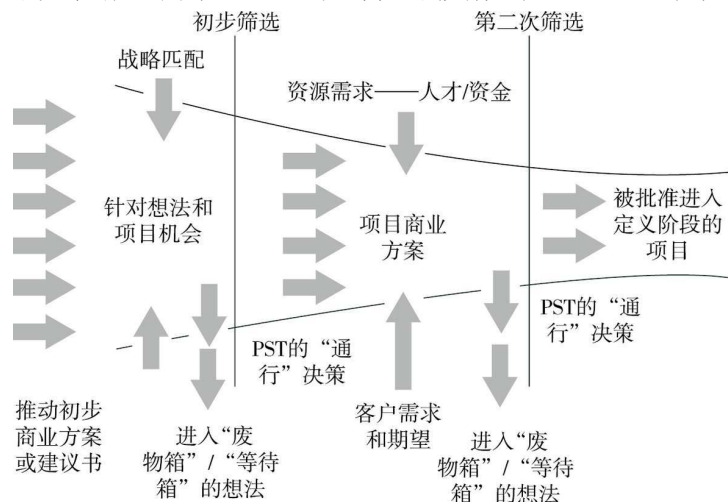 初步筛选
第二次筛选
战略匹配
资源需求——人才/资金
针对想法和
项目机会
项目商业
方案
被批准进入
定义阶段的
项目
PST的“通
行”决策
PST的“通
行”决策
推动初步
商业方案
或建议书
进入“废
物箱”/“等待
箱”的想法
客户需求
和期望
进入“废
物箱”/“等待
箱”的想法